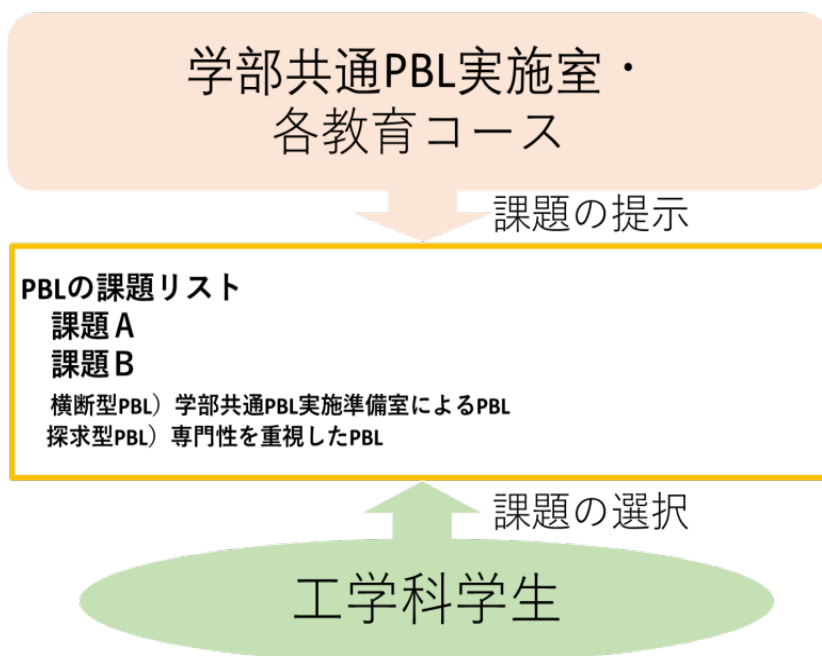 学部共通PBL実施室・
各教育コース
課題の提示
PBLの課題リスト
課題A
課題B
横断型PBL）学部共通PBL実施準備室によるPBL
探求型PBL）専門性を重視したPBL
課題の選択
工学科学生